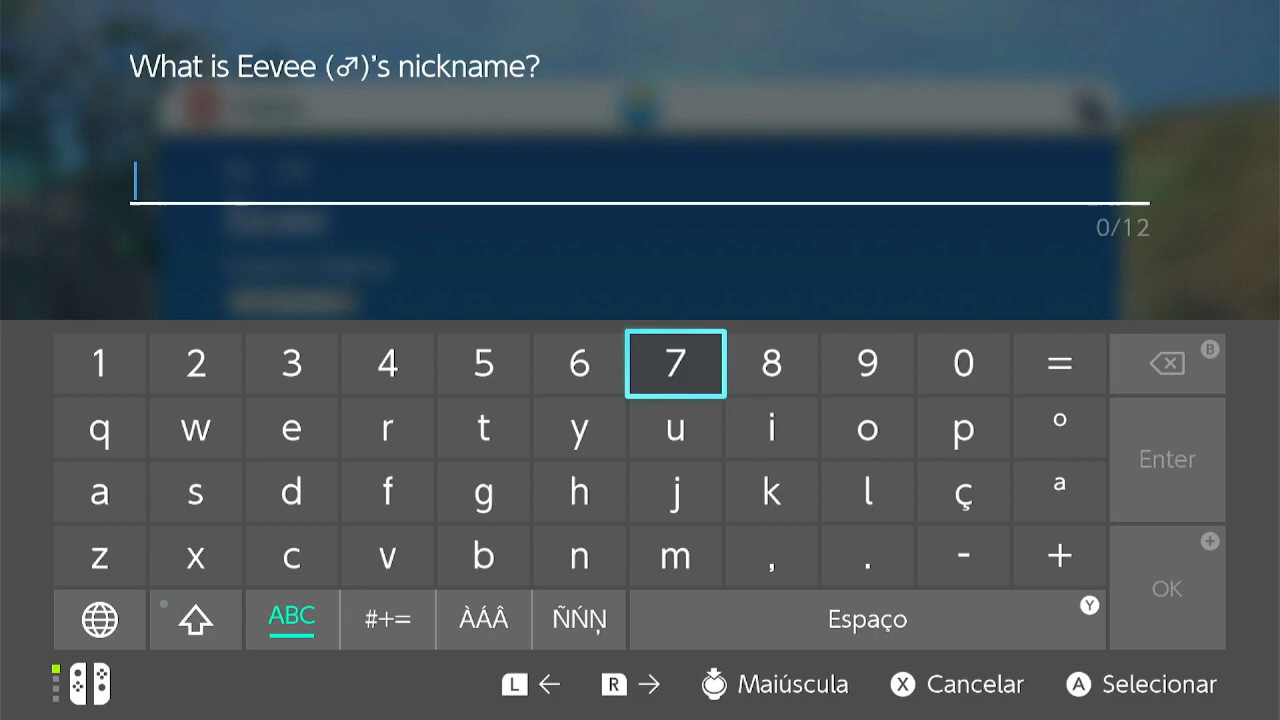 What is Eevee (♂)'s nickname?
0/12
1 2 3 4 5 6 7 8 9 0 =
B
q w e r t y u i o p º
Enter
a s d f g h j k l ç ª
z x c v b n m , . - +
+
OK
ABC #+= ÀÁÂ ÑŃŅ Espaço Y
L ← R → Maiúscula X Cancelar A Selecionar